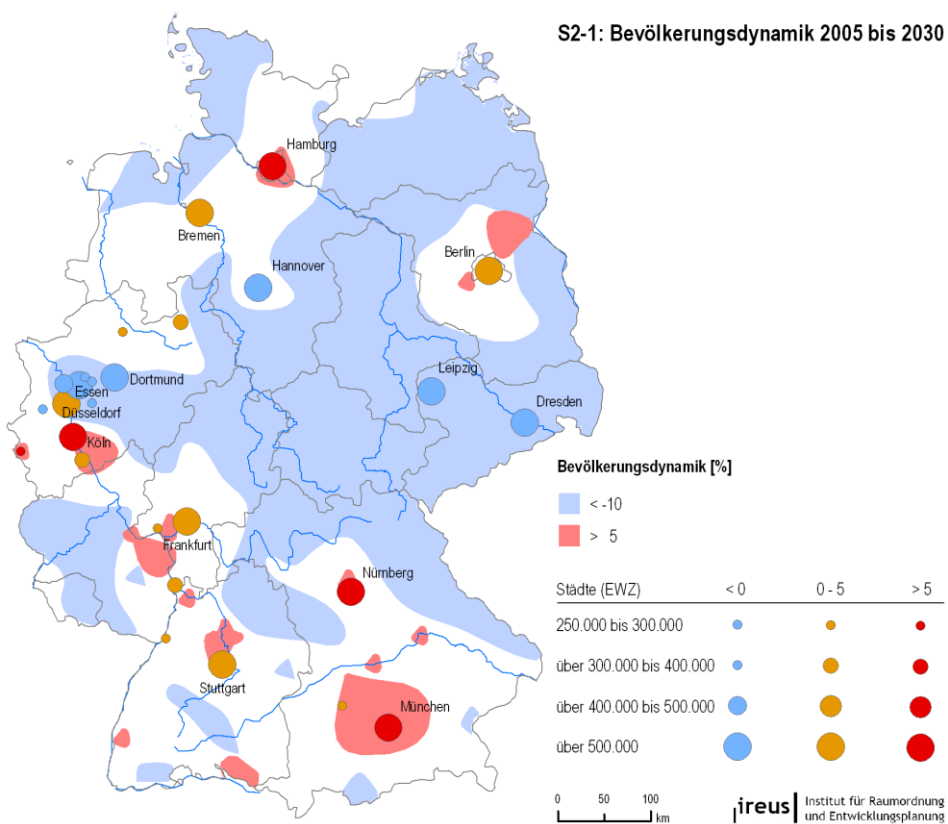 S2-1: Bevölkerungsdynamik 2005 bis 2030
Hamburg
Bremen
Berlin
Hannover
Dortmund
Essen
Düsseldorf
Köln
Leipzig
Dresden
Frankfurt
Nürnberg
Stuttgart
München
Bevölkerungsdynamik [%]
< -10
> 5
Städte (EWZ) < 0 0 - 5 > 5
250.000 bis 300.000
über 300.000 bis 400.000
über 400.000 bis 500.000
über 500.000
0 50 100
km
ireus Institut für Raumordnung
und Entwicklungsplanung